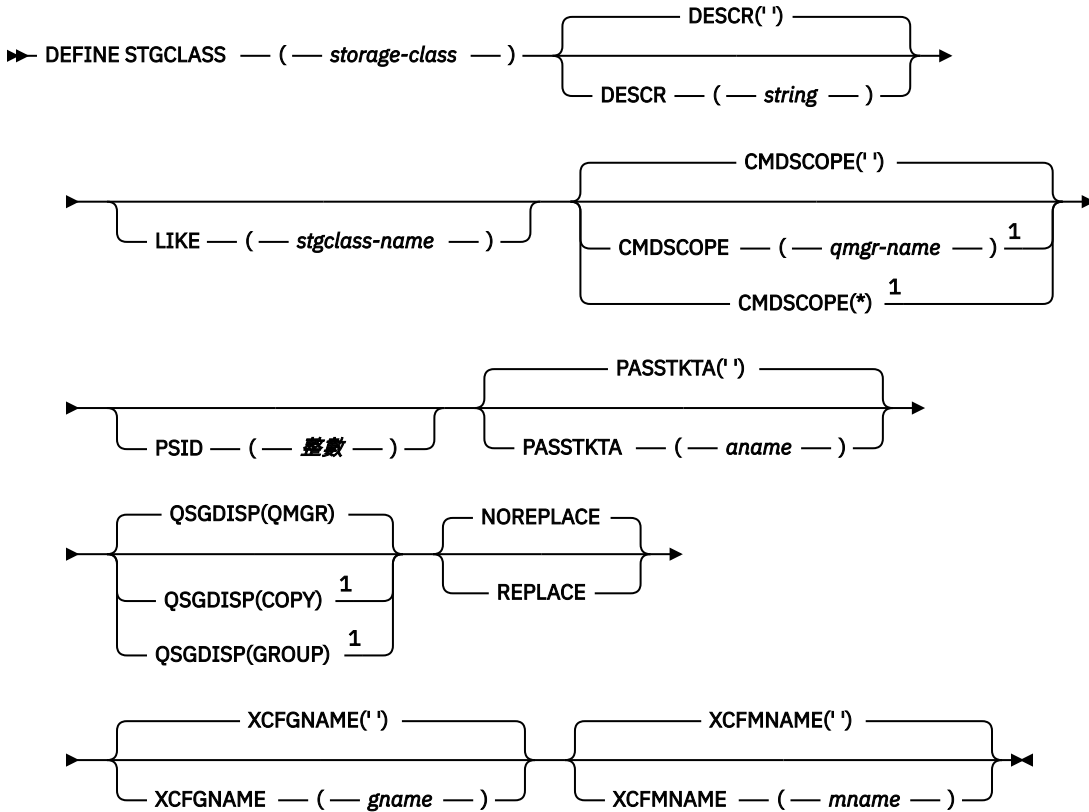 DESCR(' ')
DEFINE STGCLASS ( storage-class )
DESCR ( string )
CMDSCOPE(' ')
LIKE ( stgclass-name )
CMDSCOPE ( qmgr-name ) 1
CMDSCOPE(*) 1
PASSTKTA(' ')
PSID ( 整數 )
PASSTKTA ( aname )
QSGDISP(QMGR)
NOREPLACE
QSGDISP(COPY) 1
REPLACE
QSGDISP(GROUP) 1
XCFGNAME(' ')
XCFMNAME(' ')
XCFGNAME ( gname )
XCFMNAME ( mname )